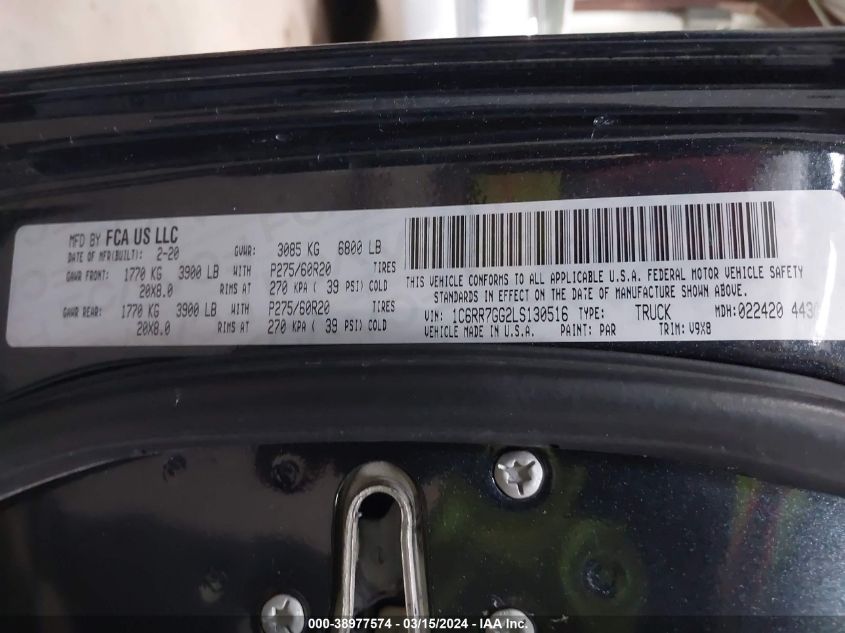 MFD BY FCA US LLC
DATE OF MFR(BUILT): 2-20 GVWR: 3085 KG 6800 LB
GAWR FRONT: 1770 KG 3900 LB WITH P275/60R20 TIRES
20X8.0 RIMS AT 270 KPA ( 39 PSI) COLD
GAWR REAR: 1770 KG 3900 LB WITH P275/60R20 TIRES
20X8.0 RIMS AT 270 KPA ( 39 PSI) COLD
THIS VEHICLE CONFORMS TO ALL APPLICABLE U.S.A. FEDERAL MOTOR VEHICLE SAFETY
STANDARDS IN EFFECT ON THE DATE OF MANUFACTURE SHOWN ABOVE.
VIN: 1C6RR7GG2LS130516 TYPE: TRUCK MDH: 022420 443
VEHICLE MADE IN U.S.A. PAINT: PAR TRIM: V9X8
000-38977574 / 03/15/2024 - IAA Inc.